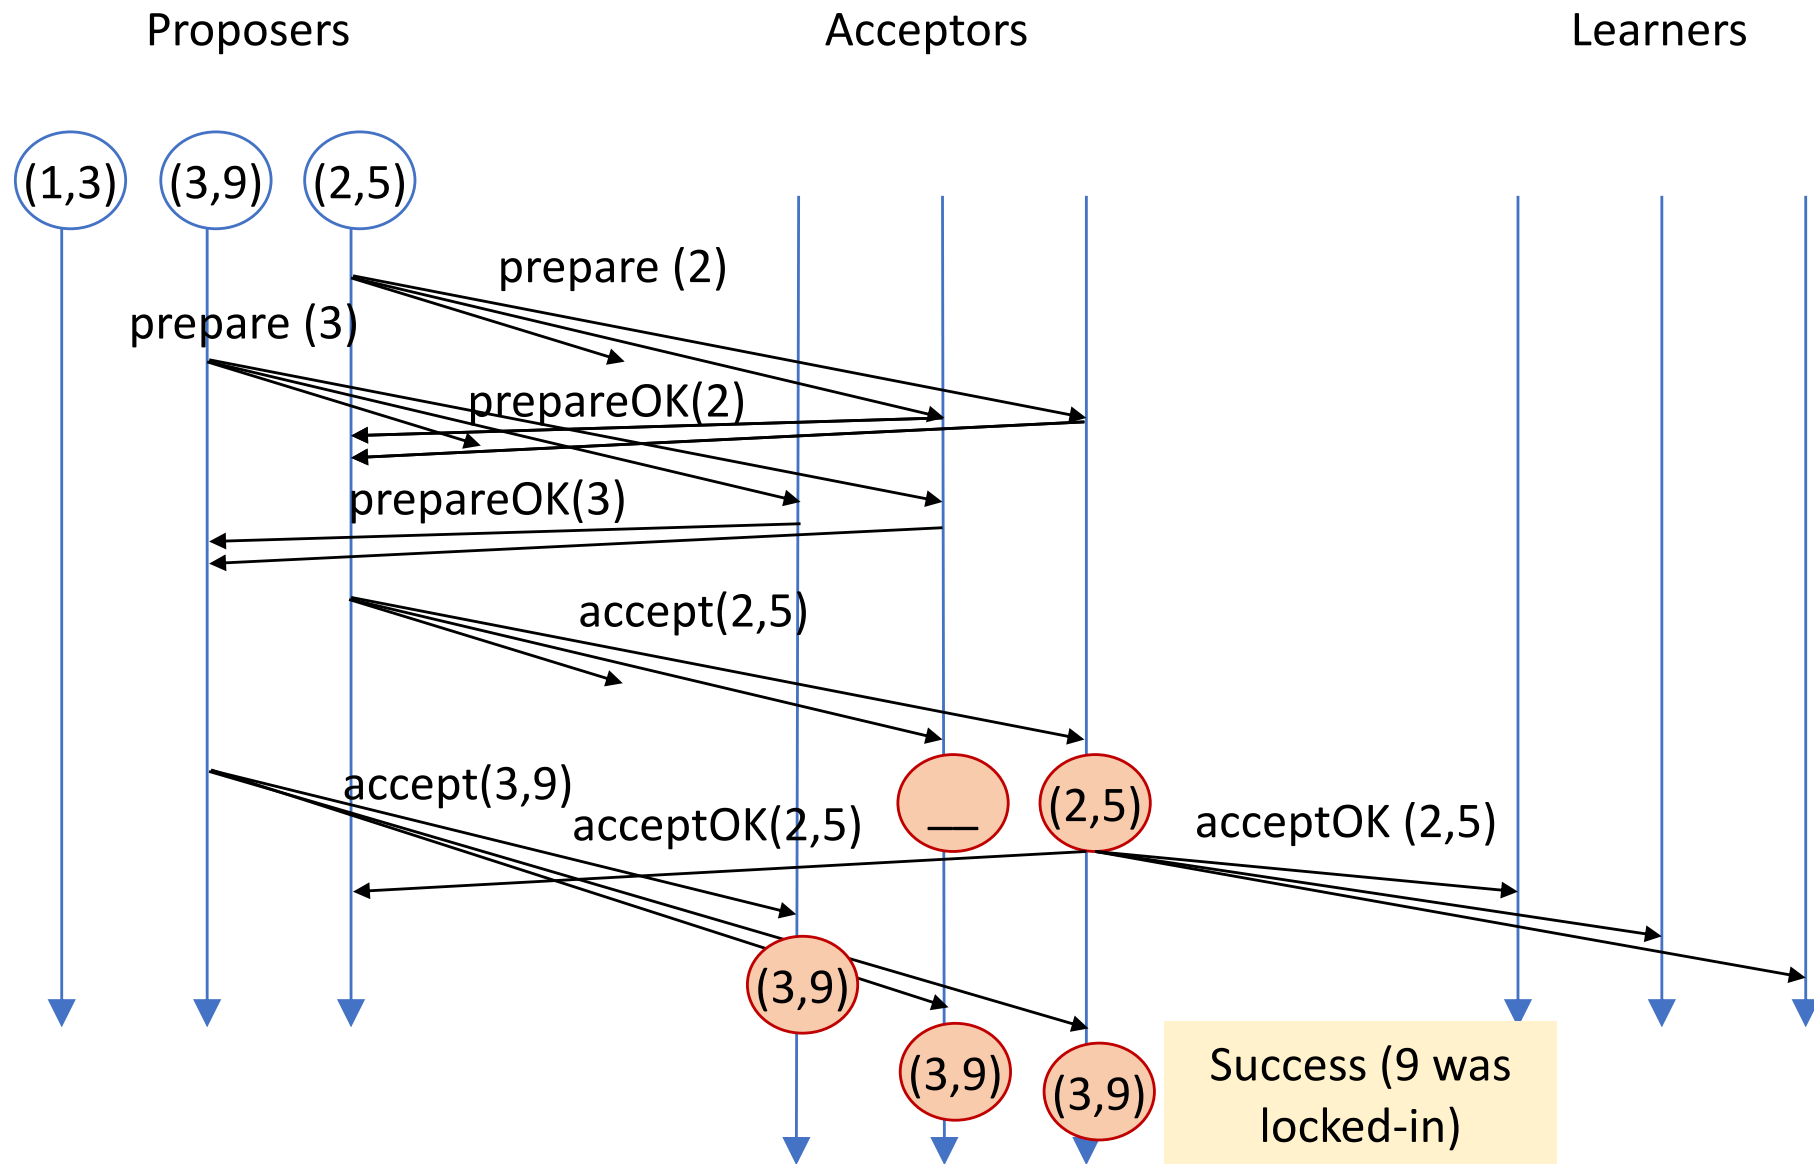 Proposers
Acceptors
Learners
(1,3)
(3,9)
(2,5)
prepare (2)
prepare (3)
prepareOK(2)
prepareOK(3)
accept(2,5)
accept(3,9)
acceptOK(2,5)
__
(2,5)
acceptOK (2,5)
(3,9)
(3,9)
(3,9)
Success (9 was
locked-in)